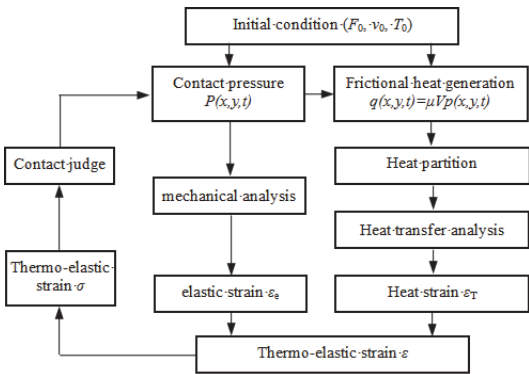 Initial·condition·(F₀,·v₀,·T₀)
Contact·pressure
P(x,y,t)
Frictional·heat·generation
q(x,y,t)=μVp(x,y,t)
Contact·judge
Heat·partition
mechanical·analysis
Heat·transfer·analysis
Thermo-elastic·
strain·σ
elastic·strain·εₑ
Heat·strain·ε_T
Thermo-elastic·strain·ε